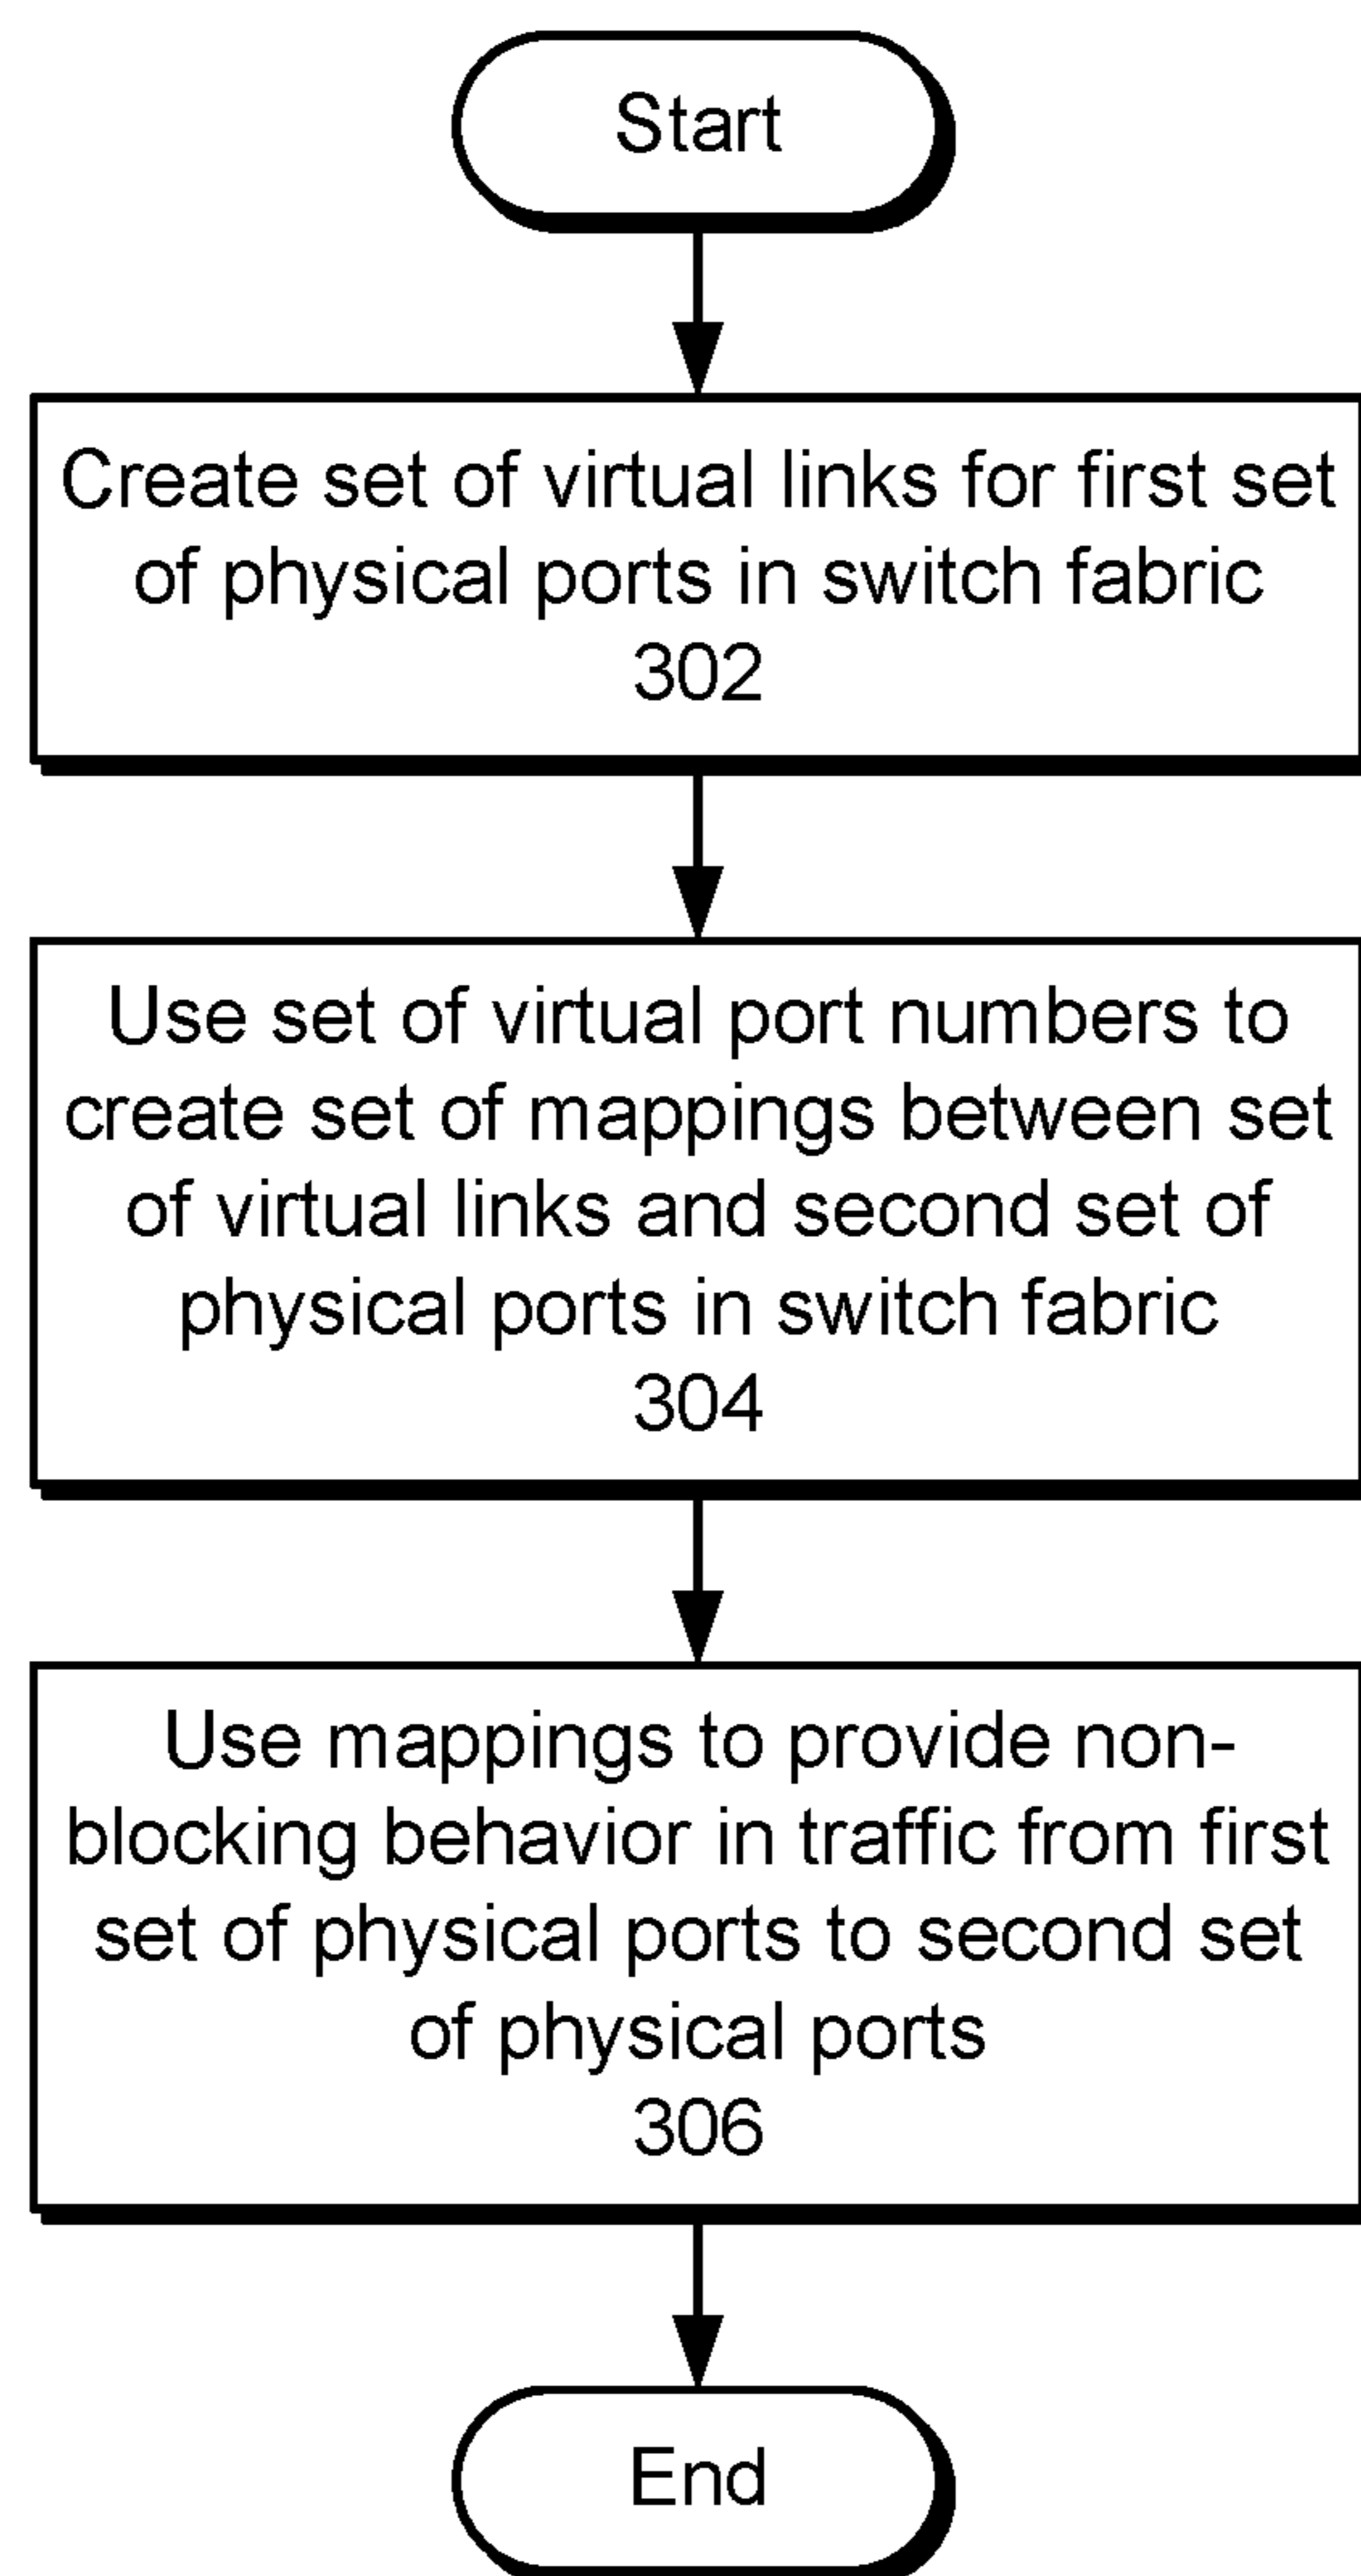 Start
Create set of virtual links for first set
of physical ports in switch fabric
302
Use set of virtual port numbers to
create set of mappings between set
of virtual links and second set of
physical ports in switch fabric
304
Use mappings to provide non-
blocking behavior in traffic from first
set of physical ports to second set
of physical ports
306
End